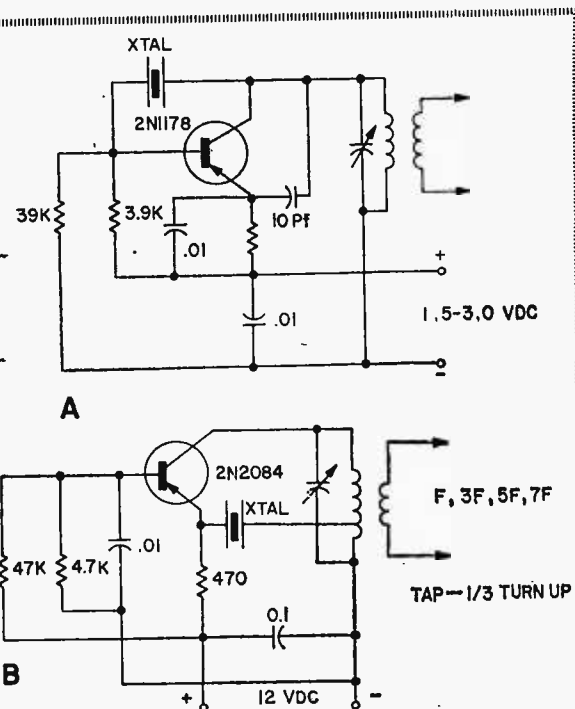 XTAL
2N1178
39K
3.9K
.01
10 Pf
+
.01
1.5-3.0 VDC
-
A
2N2084
XTAL
F, 3F, 5F, 7F
47K
4.7K
.01
470
TAP—1/3 TURN UP
0.1
B
+
12 VDC
-